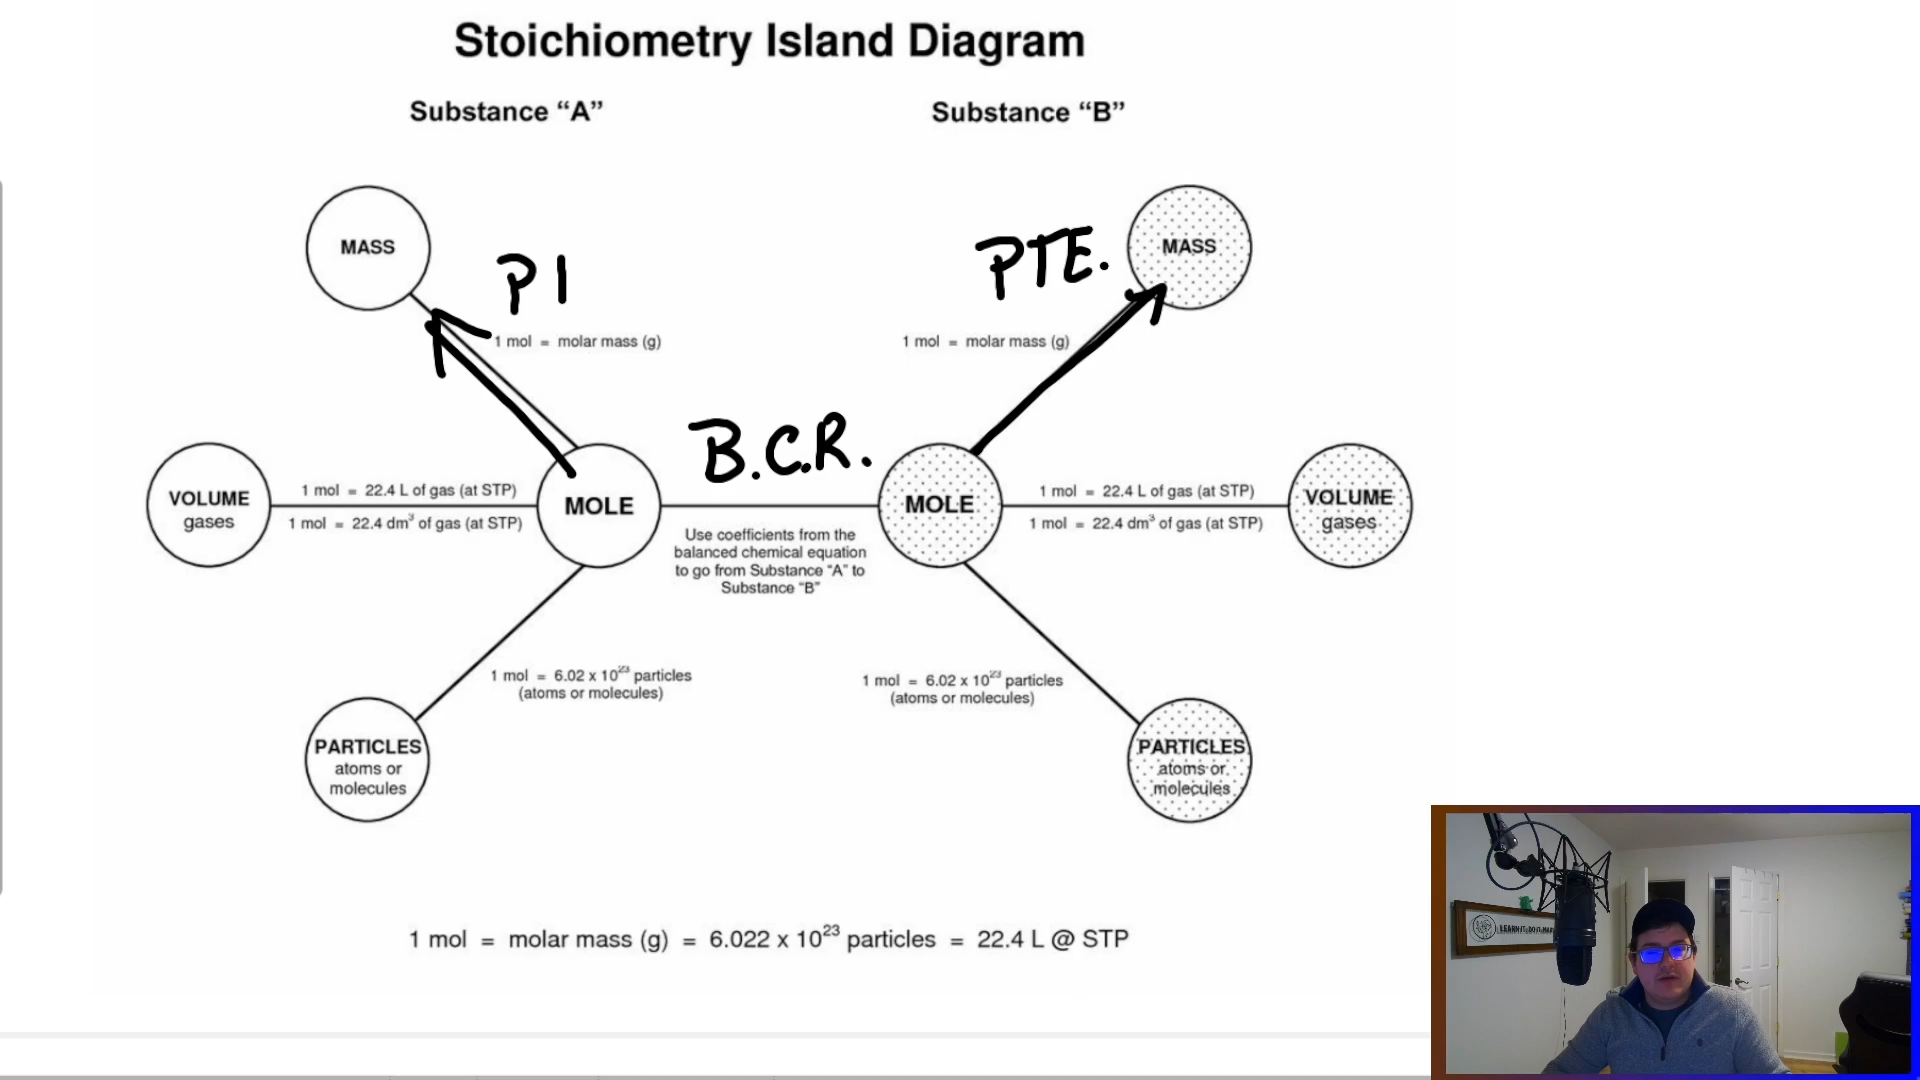 Stoichiometry Island Diagram
Substance “A”
Substance “B”
MASS
MASS
P1
PTE.
1 mol = molar mass (g)
1 mol = molar mass (g)
B.C.R.
VOLUME
gases
1 mol = 22.4 L of gas (at STP)
1 mol = 22.4 dm³ of gas (at STP)
MOLE
Use coefficients from the
balanced chemical equation
to go from Substance “A” to
Substance “B”
MOLE
1 mol = 22.4 L of gas (at STP)
1 mol = 22.4 dm³ of gas (at STP)
VOLUME
gases
1 mol = 6.02 x 10²³ particles
(atoms or molecules)
1 mol = 6.02 x 10²³ particles
(atoms or molecules)
PARTICLES
atoms or
molecules
PARTICLES
atoms or
molecules
1 mol = molar mass (g) = 6.022 x 10²³ particles = 22.4 L @ STP